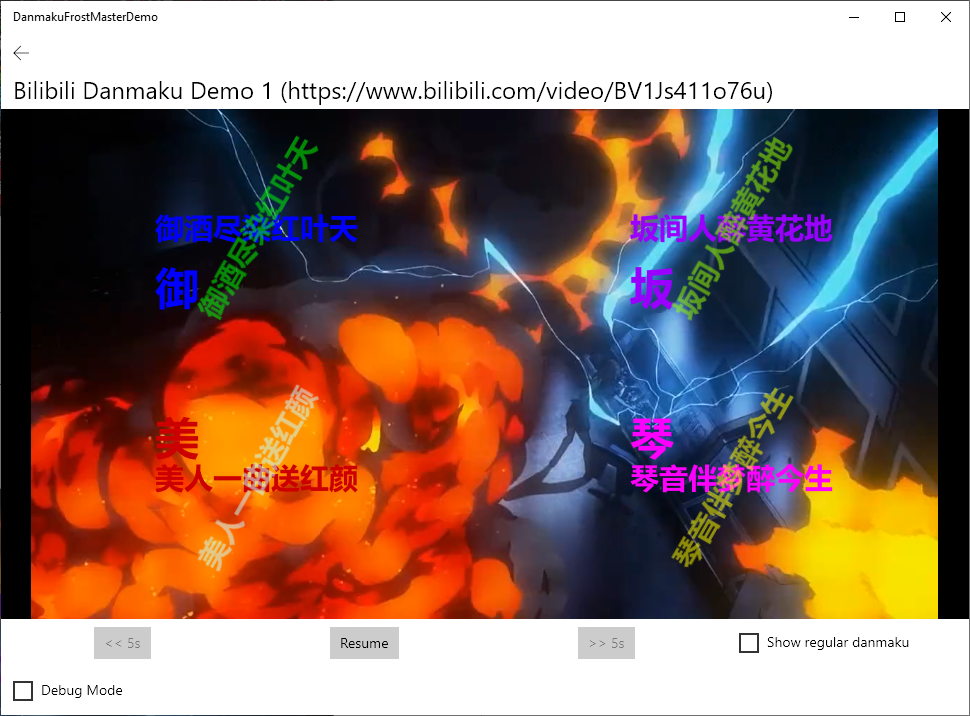 DanmakuFrostMasterDemo
Bilibili Danmaku Demo 1 (https://www.bilibili.com/video/BV1Js411o76u)
御酒尽染红叶天
御酒尽染红叶天
御
坂间人醉黄花地
坂间人醉黄花地
坂
美
美人一曲送红颜
美人一曲送红颜
琴
琴音伴梦醉今生
琴音伴梦醉今生
<< 5s
Resume
>> 5s
Show regular danmaku
Debug Mode